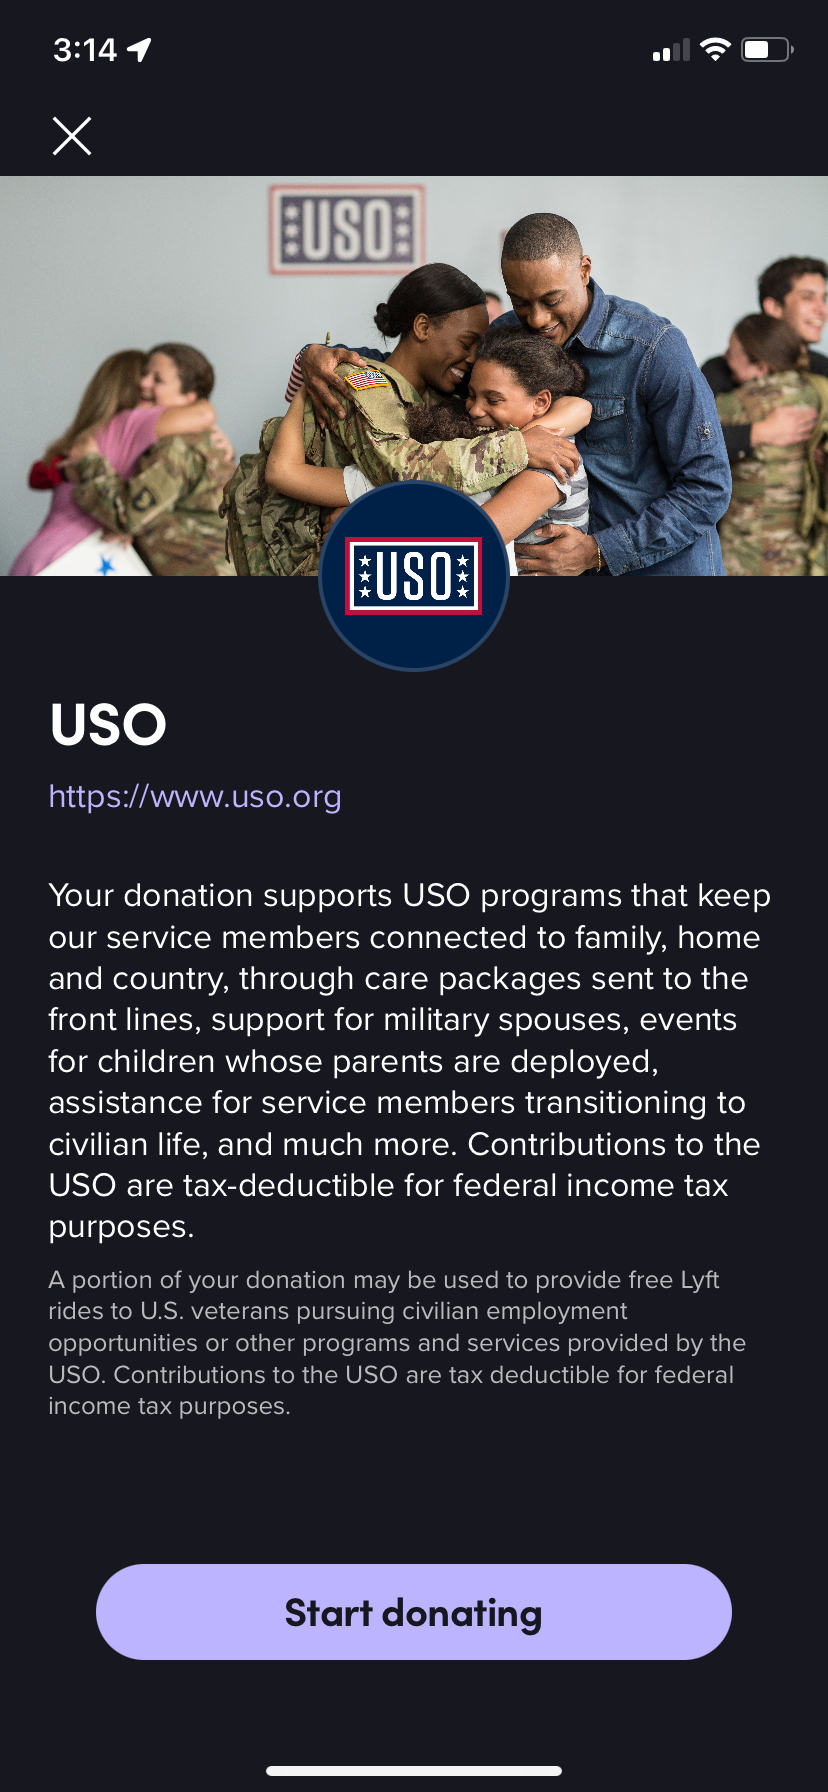 3:14
USO
USO
USO
https://www.uso.org
Your donation supports USO programs that keep
our service members connected to family, home
and country, through care packages sent to the
front lines, support for military spouses, events
for children whose parents are deployed,
assistance for service members transitioning to
civilian life, and much more. Contributions to the
USO are tax-deductible for federal income tax
purposes.
A portion of your donation may be used to provide free Lyft
rides to U.S. veterans pursuing civilian employment
opportunities or other programs and services provided by the
USO. Contributions to the USO are tax deductible for federal
income tax purposes.
Start donating